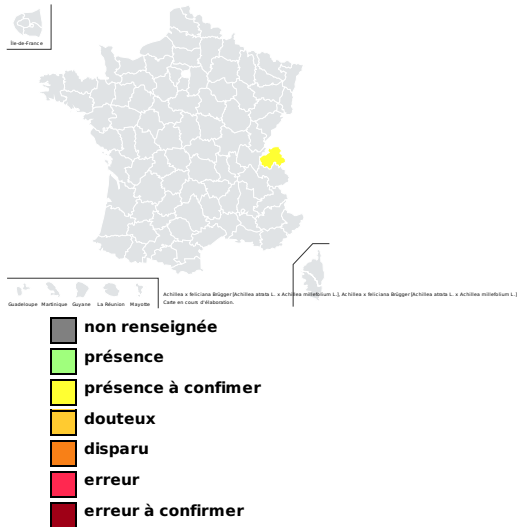 Île-de-France
Achillea x feliciana Brügger [Achillea atrata L. x Achillea millefolium L.], Achillea x feliciana Brügger [Achillea atrata L. x Achillea millefolium L.]
Carte en cours d'élaboration.
Guadeloupe Martinique Guyane La Réunion Mayotte
non renseignée
présence
présence à confimer
douteux
disparu
erreur
erreur à confirmer